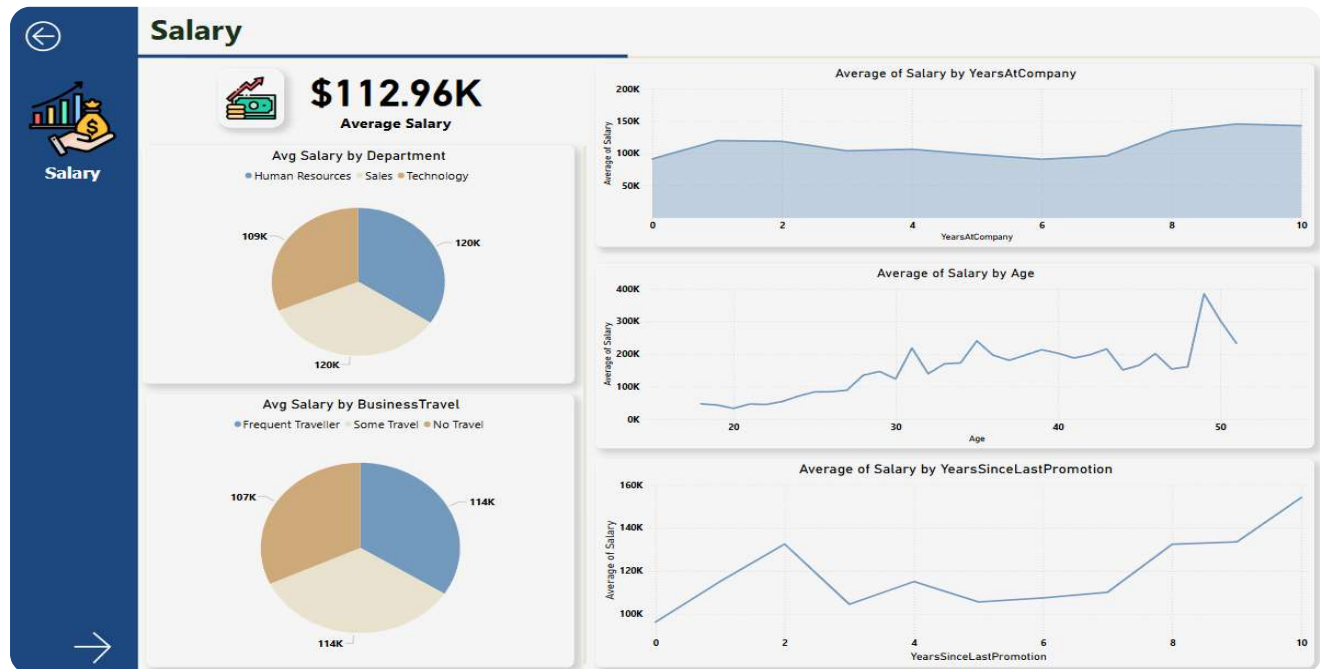 Salary
Salary
$112.96K
Average Salary
Avg Salary by Department
Human Resources Sales Technology
109K
120K
120K
Avg Salary by BusinessTravel
Frequent Traveller Some Travel No Travel
107K
114K
114K
Average of Salary by YearsAtCompany
Average of Salary
200K
150K
100K
50K
0 2 4 6 8 10
YearsAtCompany
Average of Salary by Age
Average of Salary
400K
300K
200K
100K
0K
20 30 40 50
Age
Average of Salary by YearsSinceLastPromotion
Average of Salary
160K
140K
120K
100K
0 2 4 6 8 10
YearsSinceLastPromotion